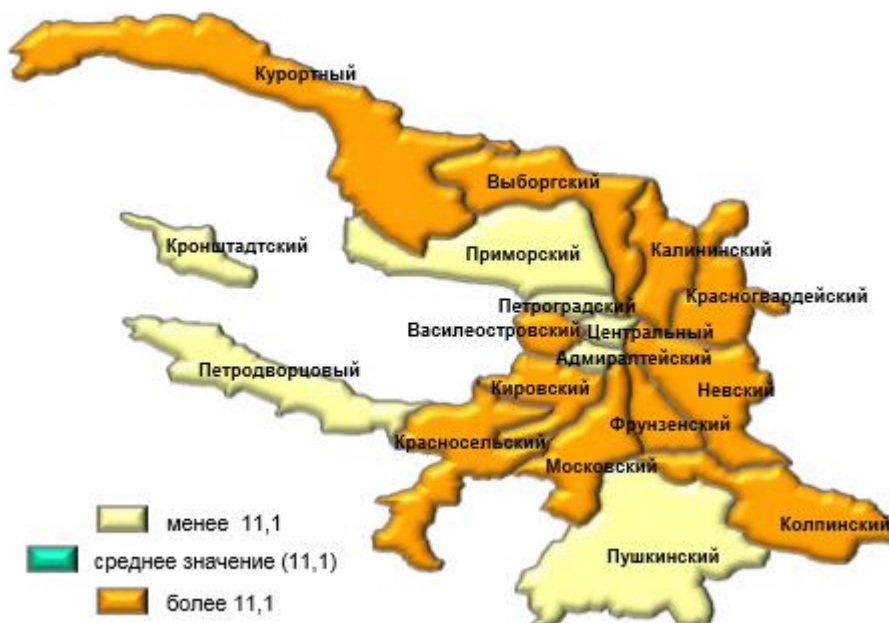 Курортный
Выборгский
Кронштадтский
Приморский
Калининский
Красногвардейский
Петроградский
Василеостровский
Центральный
Адмиралтейский
Петродворцовый
Кировский
Невский
Фрунзенский
Красносельский
Московский
Колпинский
Пушкинский
менее 11,1
среднее значение (11,1)
более 11,1